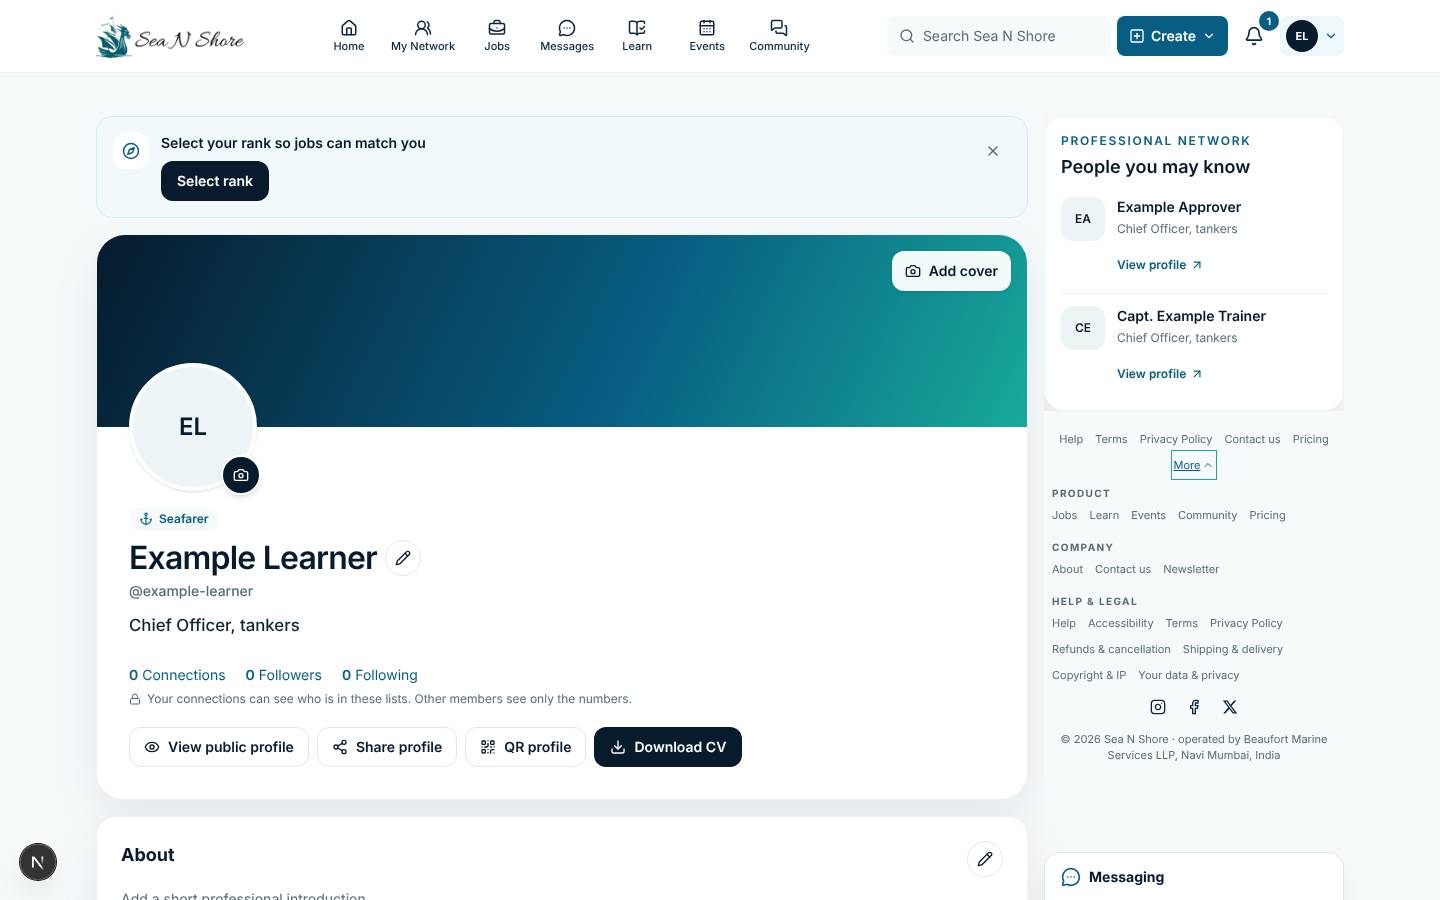 Sea N Shore
Home
My Network
Jobs
Messages
Learn
Events
Community
Search Sea N Shore
Create
1
EL
Select your rank so jobs can match you
Select rank
Add cover
EL
Seafarer
Example Learner
@example-learner
Chief Officer, tankers
0 Connections 0 Followers 0 Following
Your connections can see who is in these lists. Other members see only the numbers.
View public profile
Share profile
QR profile
Download CV
About
Add a short professional introduction
N
PROFESSIONAL NETWORK
People you may know
EA
Example Approver
Chief Officer, tankers
View profile
CE
Capt. Example Trainer
Chief Officer, tankers
View profile
Help Terms Privacy Policy Contact us Pricing
More
PRODUCT
Jobs Learn Events Community Pricing
COMPANY
About Contact us Newsletter
HELP & LEGAL
Help Accessibility Terms Privacy Policy
Refunds & cancellation Shipping & delivery
Copyright & IP Your data & privacy
© 2026 Sea N Shore · operated by Beaufort Marine
Services LLP, Navi Mumbai, India
Messaging